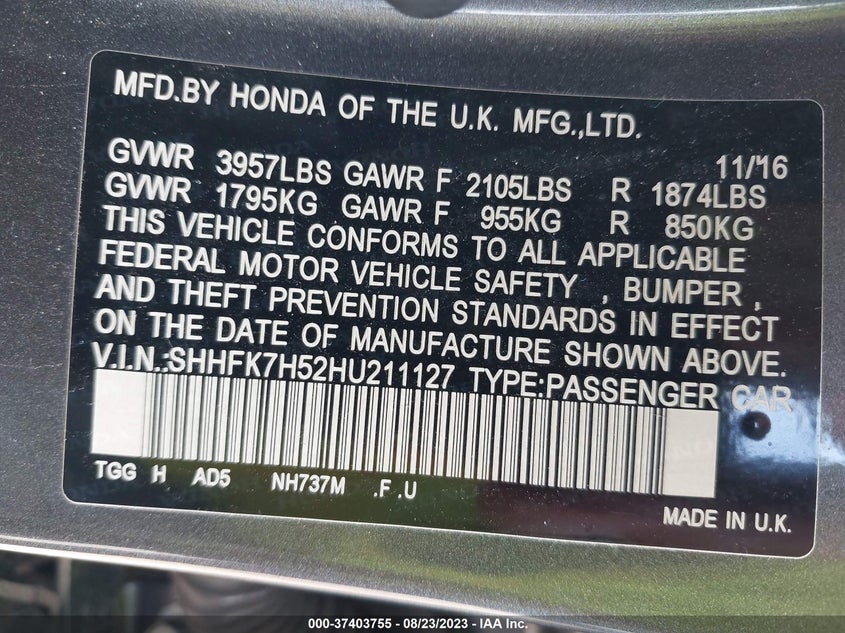 MFD.BY HONDA OF THE U.K. MFG.,LTD.
11/16
GVWR 3957LBS GAWR F 2105LBS R 1874LBS
GVWR 1795KG GAWR F 955KG R 850KG
THIS VEHICLE CONFORMS TO ALL APPLICABLE
FEDERAL MOTOR VEHICLE SAFETY , BUMPER ,
AND THEFT PREVENTION STANDARDS IN EFFECT
ON THE DATE OF MANUFACTURE SHOWN ABOVE.
V.I.N.:SHHFK7H52HU211127 TYPE:PASSENGER CAR
TGG H AD5 NH737M .F .U
MADE IN U.K.
000-37403755 - 08/23/2023 - IAA Inc.